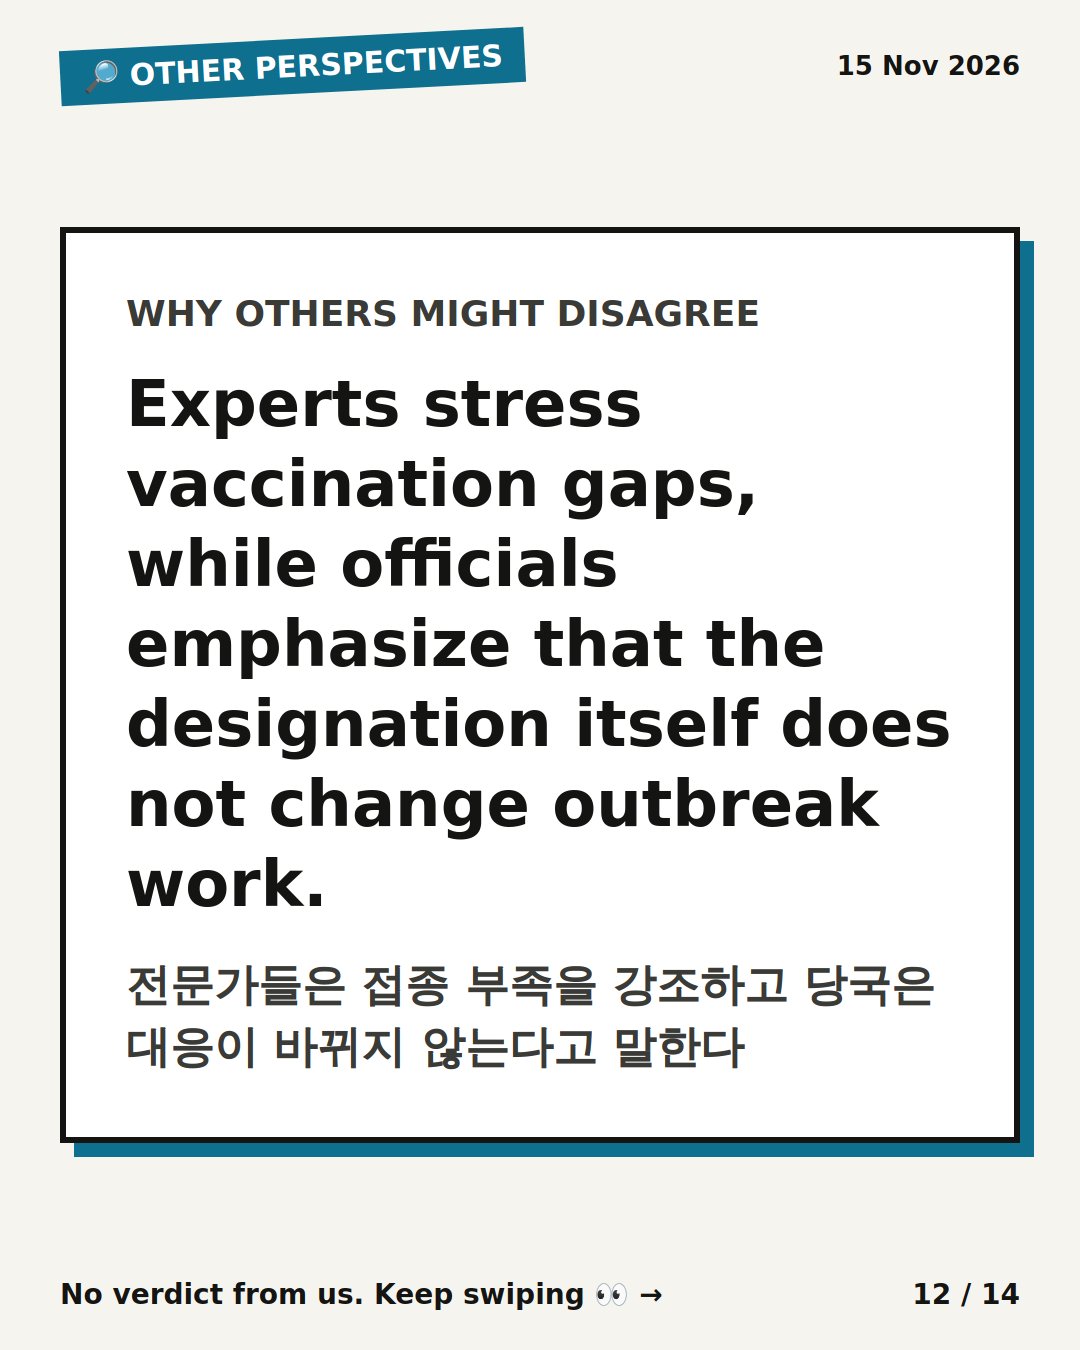 🔎 OTHER PERSPECTIVES
15 Nov 2026
WHY OTHERS MIGHT DISAGREE
Experts stress
vaccination gaps,
while officials
emphasize that the
designation itself does
not change outbreak
work.
전문가들은 접종 부족을 강조하고 당국은
대응이 바뀌지 않는다고 말한다
No verdict from us. Keep swiping 👀 →
12 / 14